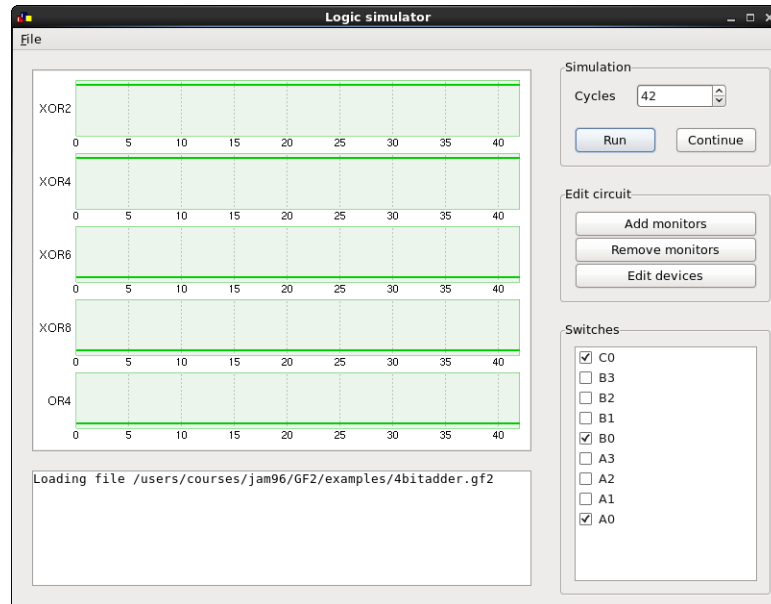 Logic simulator
File
XOR2
0 5 10 15 20 25 30 35 40
XOR4
0 5 10 15 20 25 30 35 40
XOR6
0 5 10 15 20 25 30 35 40
XOR8
0 5 10 15 20 25 30 35 40
OR4
0 5 10 15 20 25 30 35 40
Loading file /users/courses/jam96/GF2/examples/4bitadder.gf2
Simulation
Cycles 42
Run Continue
Edit circuit
Add monitors
Remove monitors
Edit devices
Switches
C0
B3
B2
B1
B0
A3
A2
A1
A0